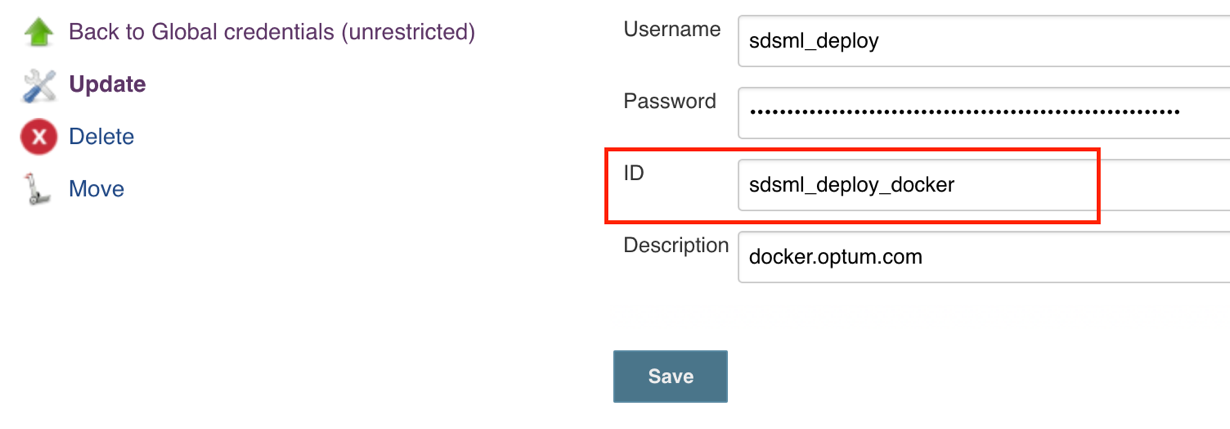 Back to Global credentials (unrestricted)
Update
Delete
Move
Username
sdsml_deploy
Password
ID
sdsml_deploy_docker
Description
docker.optum.com
Save